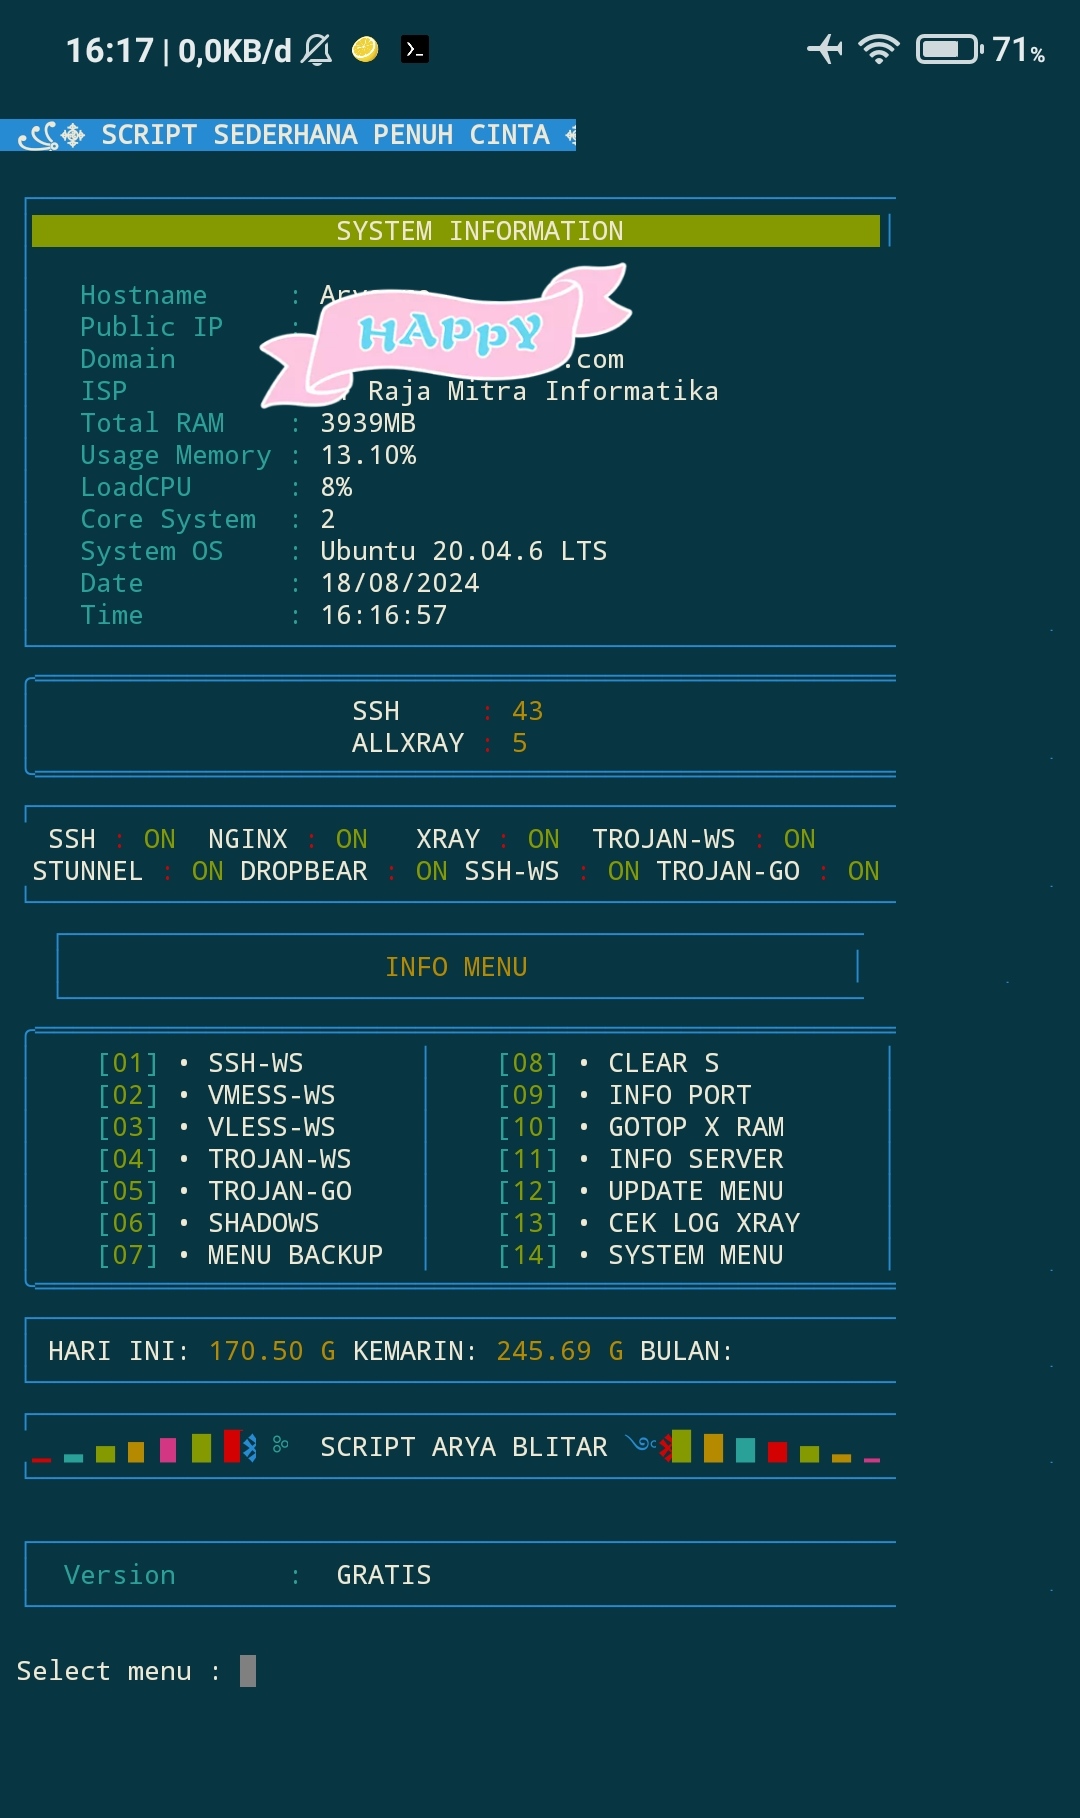 16:17 | 0,0KB/d 71%
SCRIPT SEDERHANA PENUH CINTA
SYSTEM INFORMATION
Hostname :
Public IP :
HAPPY
Domain .com
ISP Raja Mitra Informatika
Total RAM : 3939MB
Usage Memory : 13.10%
LoadCPU : 8%
Core System : 2
System OS : Ubuntu 20.04.6 LTS
Date : 18/08/2024
Time : 16:16:57
SSH : 43
ALLXRAY : 5
SSH : ON NGINX : ON XRAY : ON TROJAN-WS : ON
STUNNEL : ON DROPBEAR : ON SSH-WS : ON TROJAN-GO : ON
INFO MENU
[01] • SSH-WS [08] • CLEAR S
[02] • VMESS-WS [09] • INFO PORT
[03] • VLESS-WS [10] • GOTOP X RAM
[04] • TROJAN-WS [11] • INFO SERVER
[05] • TROJAN-GO [12] • UPDATE MENU
[06] • SHADOWS [13] • CEK LOG XRAY
[07] • MENU BACKUP [14] • SYSTEM MENU
HARI INI: 170.50 G KEMARIN: 245.69 G BULAN:
SCRIPT ARYA BLITAR
Version : GRATIS
Select menu :